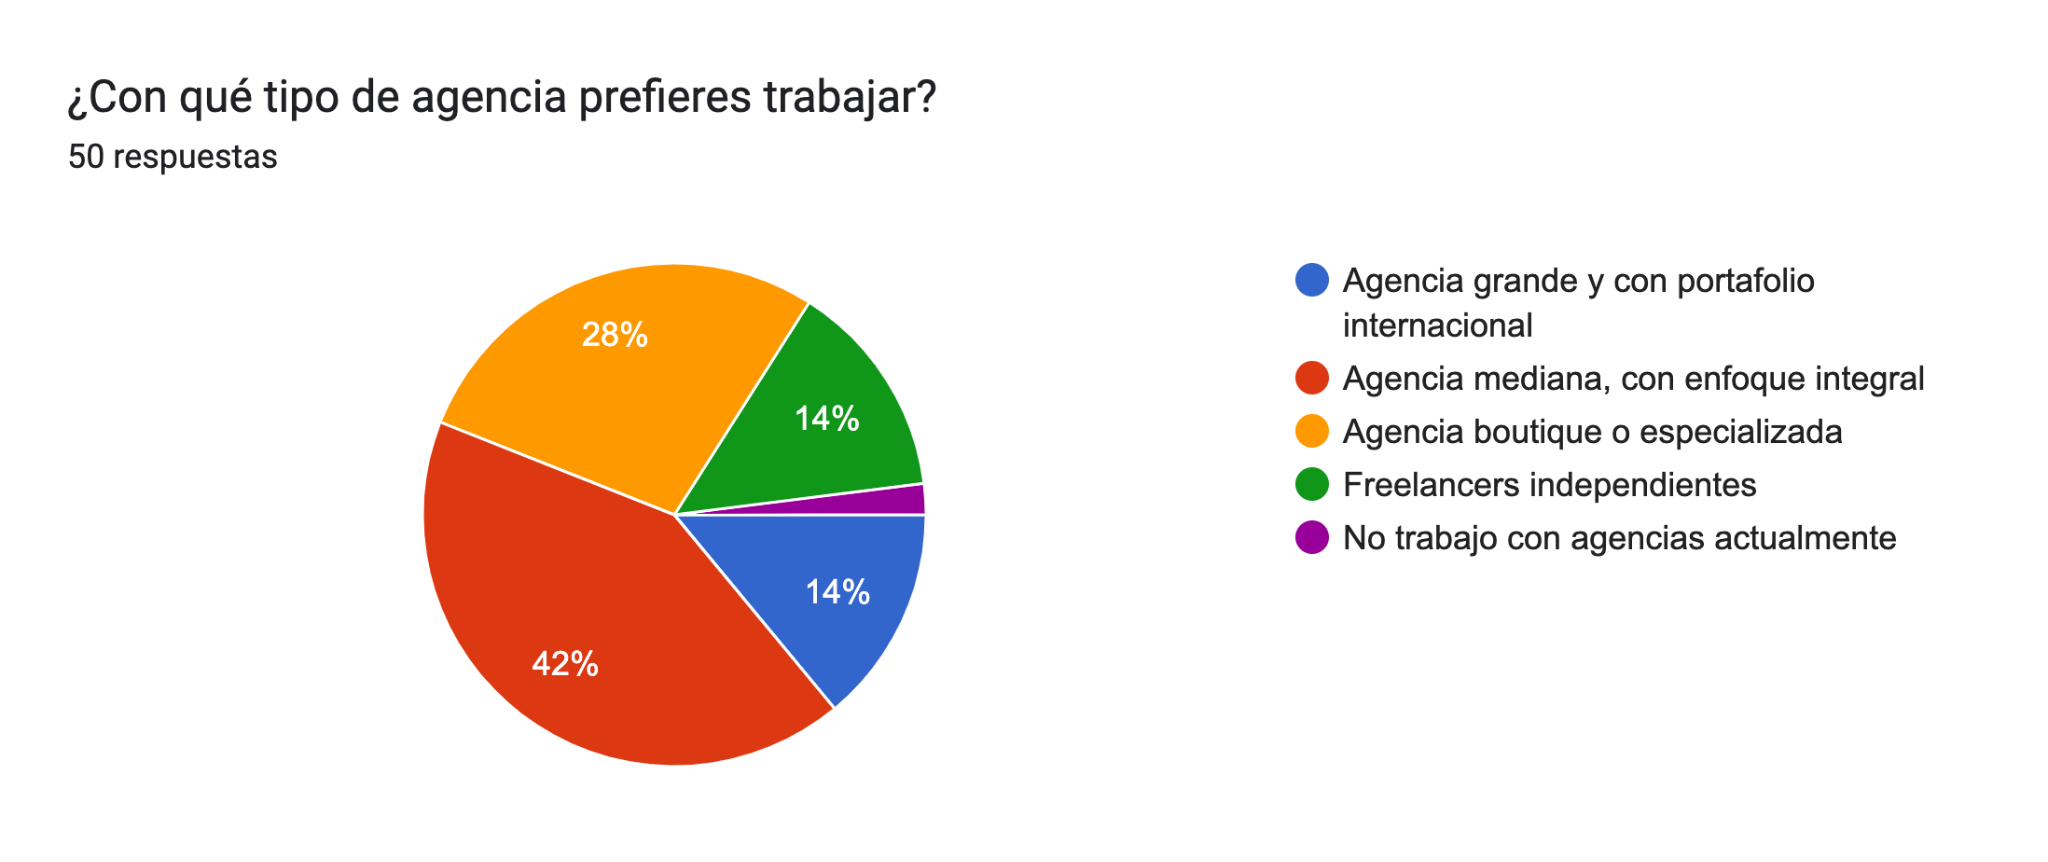 ¿Con qué tipo de agencia prefieres trabajar?
50 respuestas
28%
14%
14%
42%
Agencia grande y con portafolio
internacional
Agencia mediana, con enfoque integral
Agencia boutique o especializada
Freelancers independientes
No trabajo con agencias actualmente